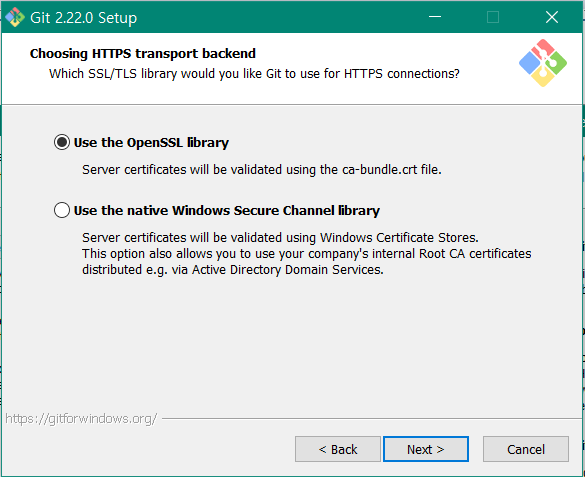 Git 2.22.0 Setup
Choosing HTTPS transport backend
Which SSL/TLS library would you like Git to use for HTTPS connections?
Use the OpenSSL library
Server certificates will be validated using the ca-bundle.crt file.
Use the native Windows Secure Channel library
Server certificates will be validated using Windows Certificate Stores.
This option also allows you to use your company's internal Root CA certificates
distributed e.g. via Active Directory Domain Services.
https://gitforwindows.org/
< Back
Next >
Cancel